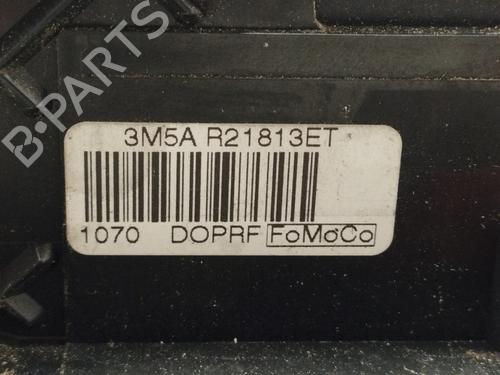 B-PARTS
3M5A R21813ET
1070 DOPRF FoMoCo